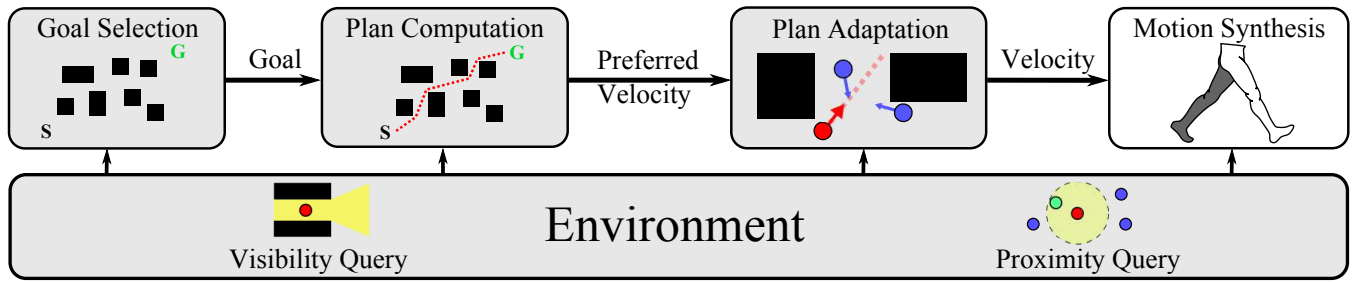 Goal Selection
G
S
Goal
Plan Computation
G
S
Preferred
Velocity
Plan Adaptation
Velocity
Motion Synthesis
Environment
Visibility Query
Proximity Query